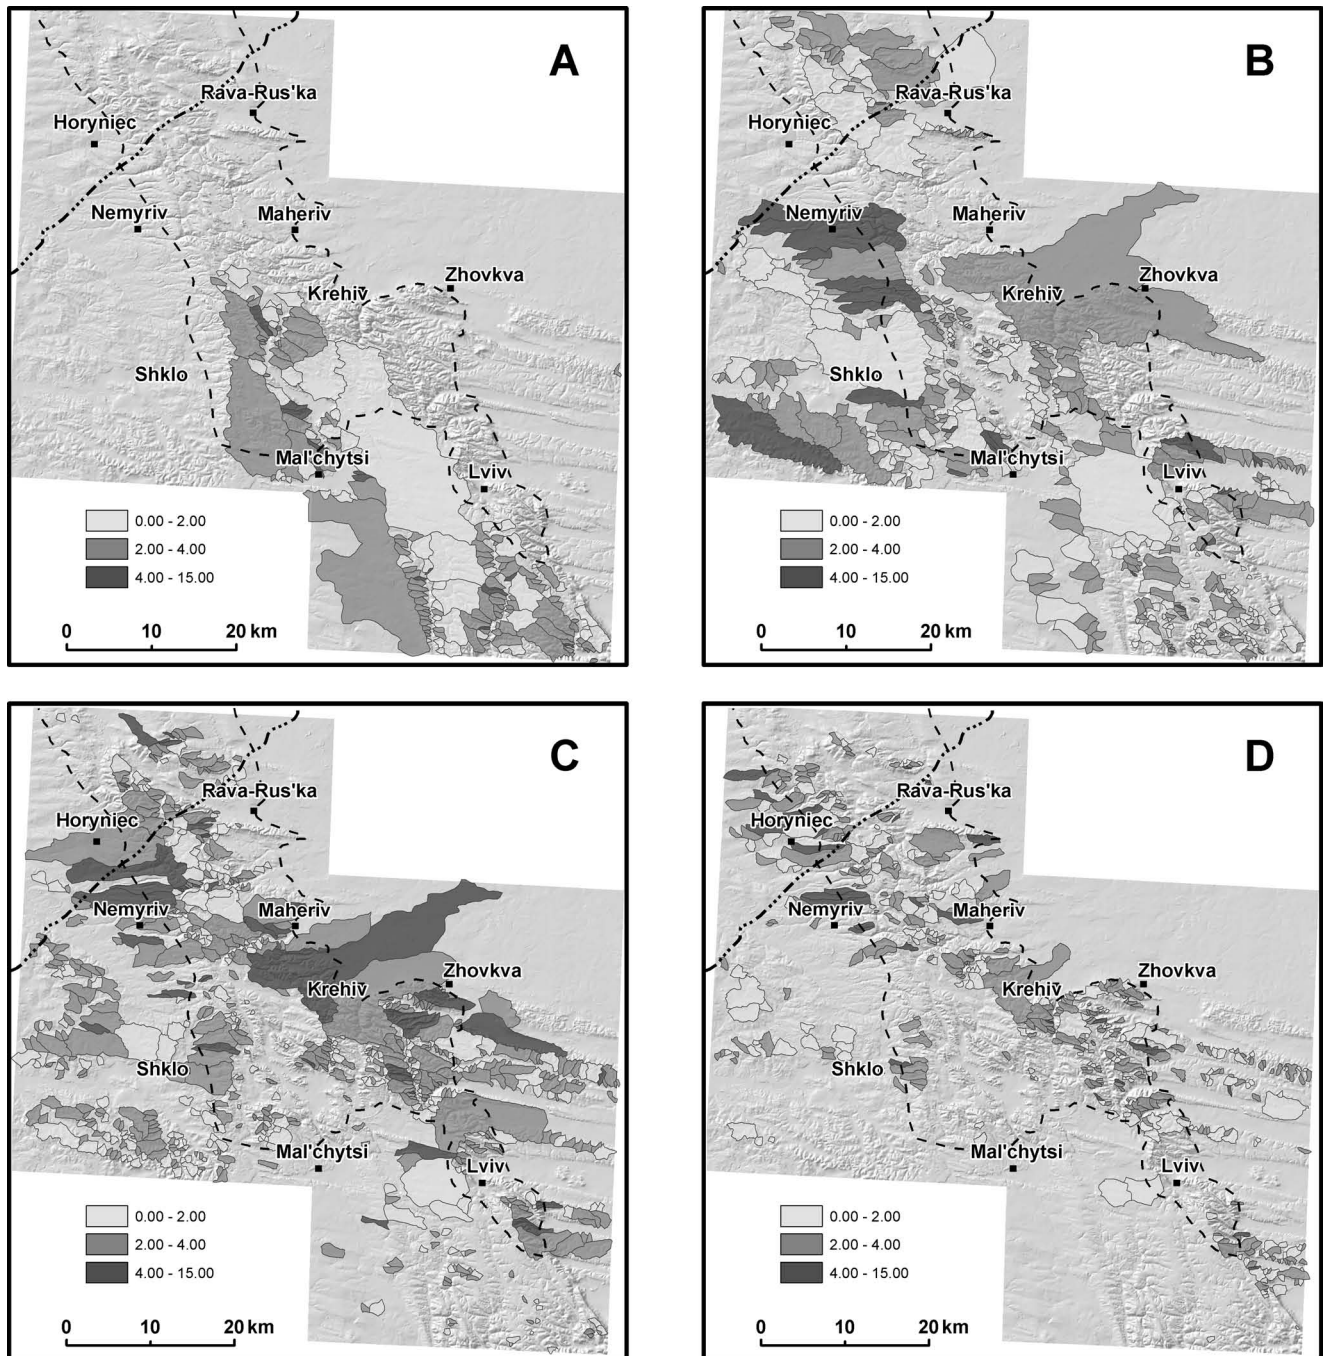 A
Rava-Rus'ka
Horyniec
Nemyriv
Maheriv
Zhovkva
Krehiv
Shklo
Mal'chytsi
Lviv
0.00 - 2.00
2.00 - 4.00
4.00 - 15.00
0 10 20 km
B
Rava-Rus'ka
Horyniec
Nemyriv
Maheriv
Zhovkva
Krehiv
Shklo
Mal'chytsi
Lviv
0.00 - 2.00
2.00 - 4.00
4.00 - 15.00
0 10 20 km
C
Rava-Rus'ka
Horyniec
Nemyriv
Maheriv
Zhovkva
Krehiv
Shklo
Mal'chytsi
Lviv
0.00 - 2.00
2.00 - 4.00
4.00 - 15.00
0 10 20 km
D
Rava-Rus'ka
Horyniec
Nemyriv
Maheriv
Zhovkva
Krehiv
Shklo
Mal'chytsi
Lviv
0.00 - 2.00
2.00 - 4.00
4.00 - 15.00
0 10 20 km